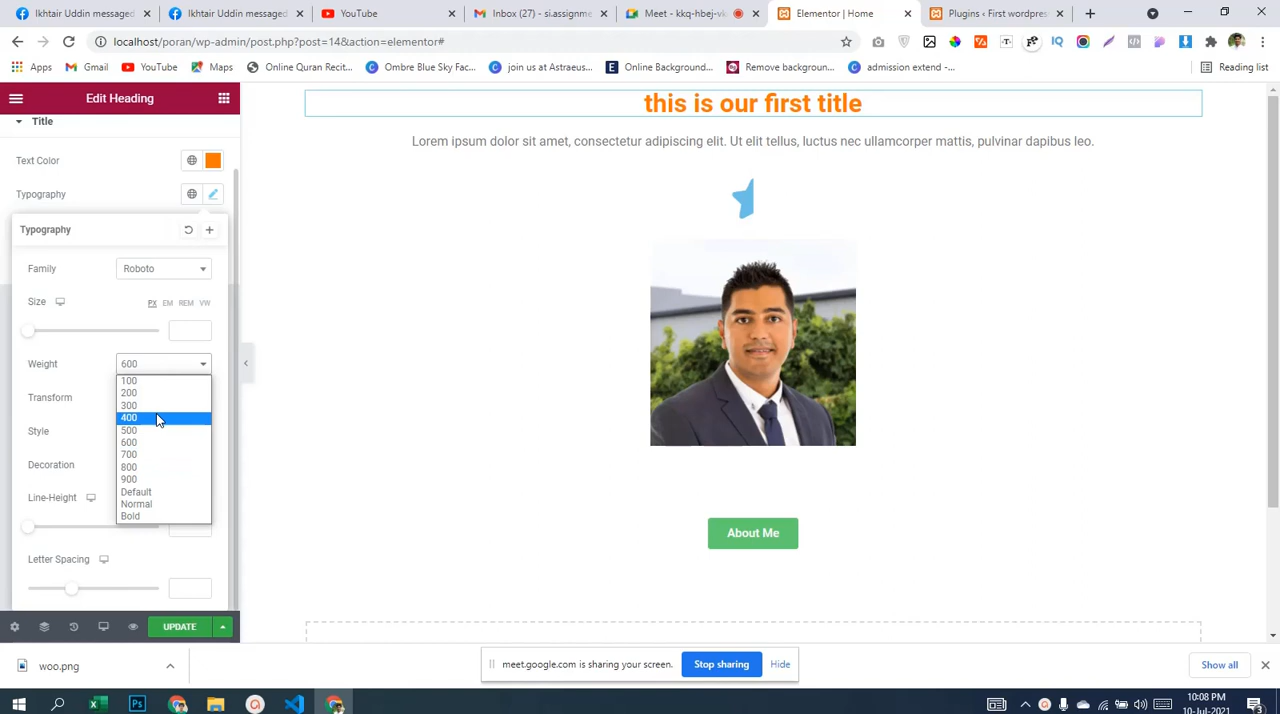 Ikhtair Uddin messaged
Ikhtair Uddin messaged
YouTube
Inbox (27) - si.assignme
Meet - kkq-hbej-vi
Elementor | Home
Plugins ‹ First wordpress
localhost/poran/wp-admin/post.php?post=14&action=elementor#
Apps
Gmail
YouTube
Maps
Online Quran Recit...
Ombre Blue Sky Fac...
join us at Astraeus...
Online Background...
Remove backgroun...
admission extend -...
Reading list
Edit Heading
Title
Text Color
Typography
Typography
Family
Roboto
Size
PX EM REM VW
Weight
600
100
200
300
400
500
600
700
800
900
Default
Normal
Bold
Transform
Style
Decoration
Line-Height
Letter Spacing
UPDATE
this is our first title
Lorem ipsum dolor sit amet, consectetur adipiscing elit. Ut elit tellus, luctus nec ullamcorper mattis, pulvinar dapibus leo.
About Me
woo.png
meet.google.com is sharing your screen.
Stop sharing
Hide
Show all
10:08 PM
10-Jul-2021